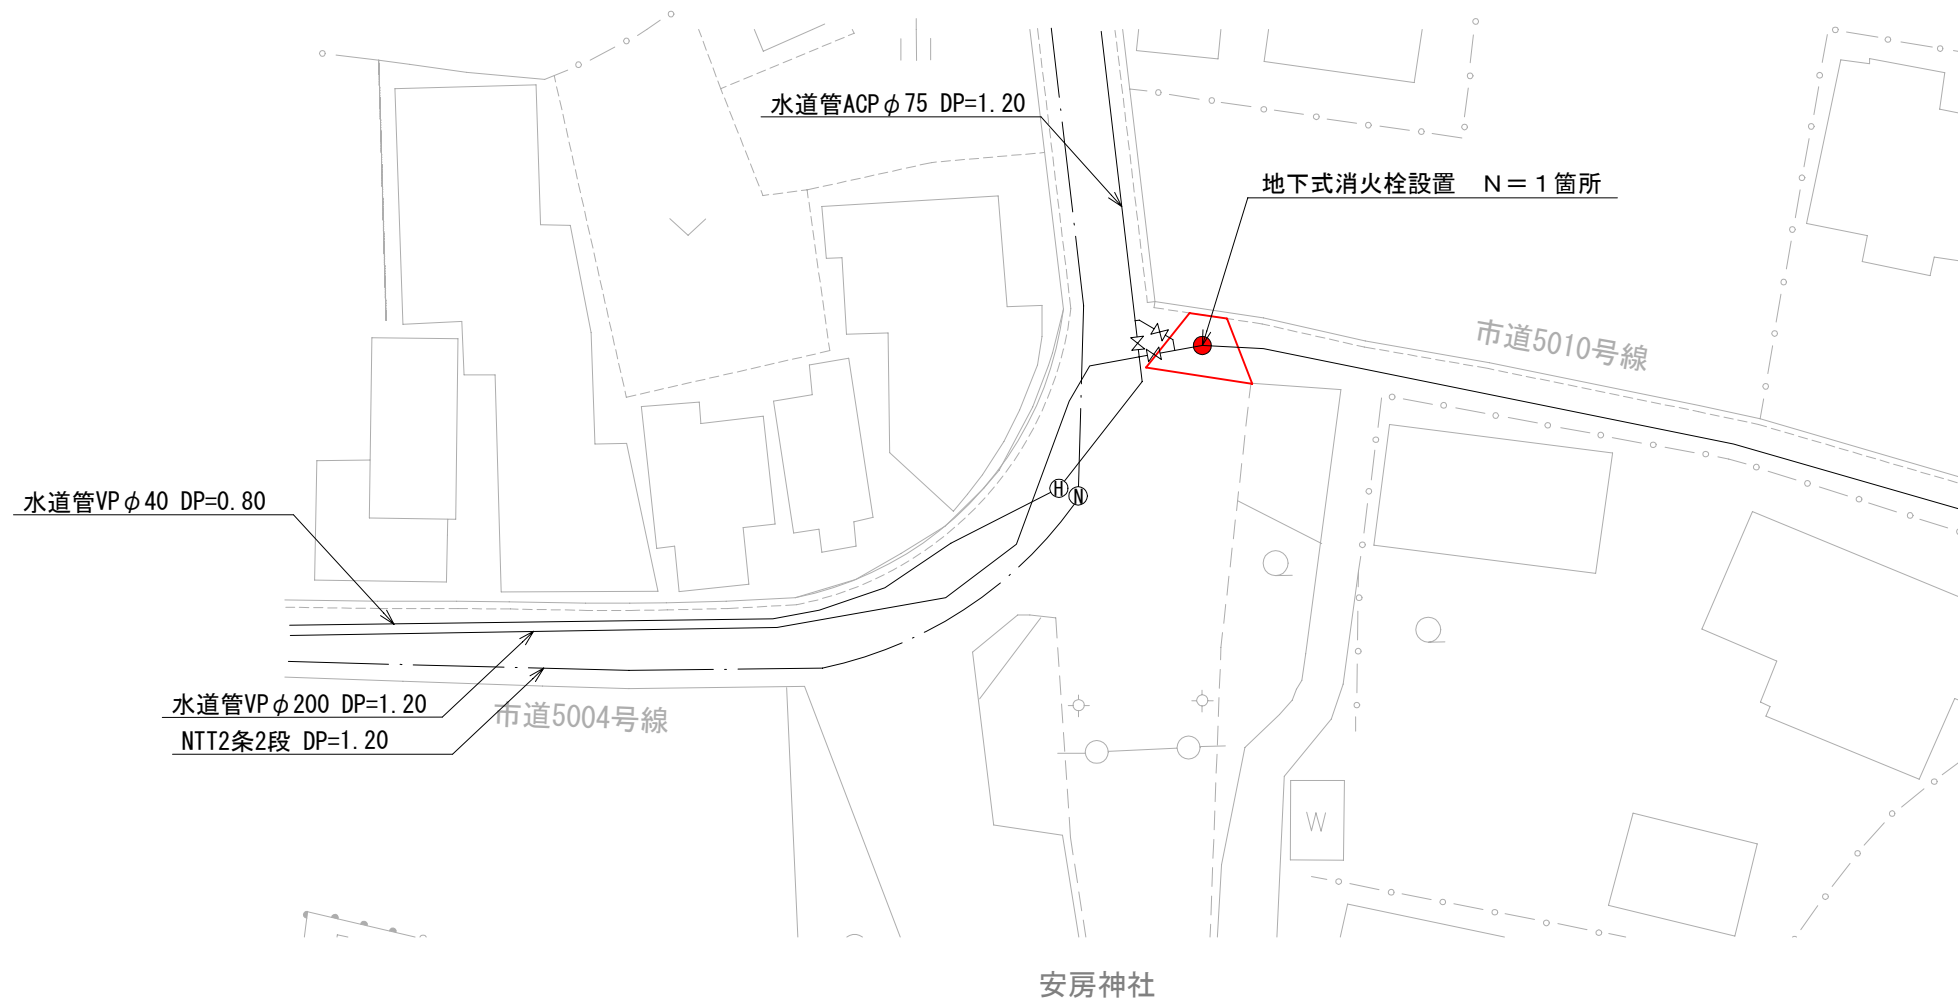 水道管ACPφ75 DP=1.20
地下式消火栓設置　N＝１箇所
市道5010号線
水道管VPφ40 DP=0.80
H
N
水道管VPφ200 DP=1.20
市道5004号線
NTT2条2段 DP=1.20
W
安房神社